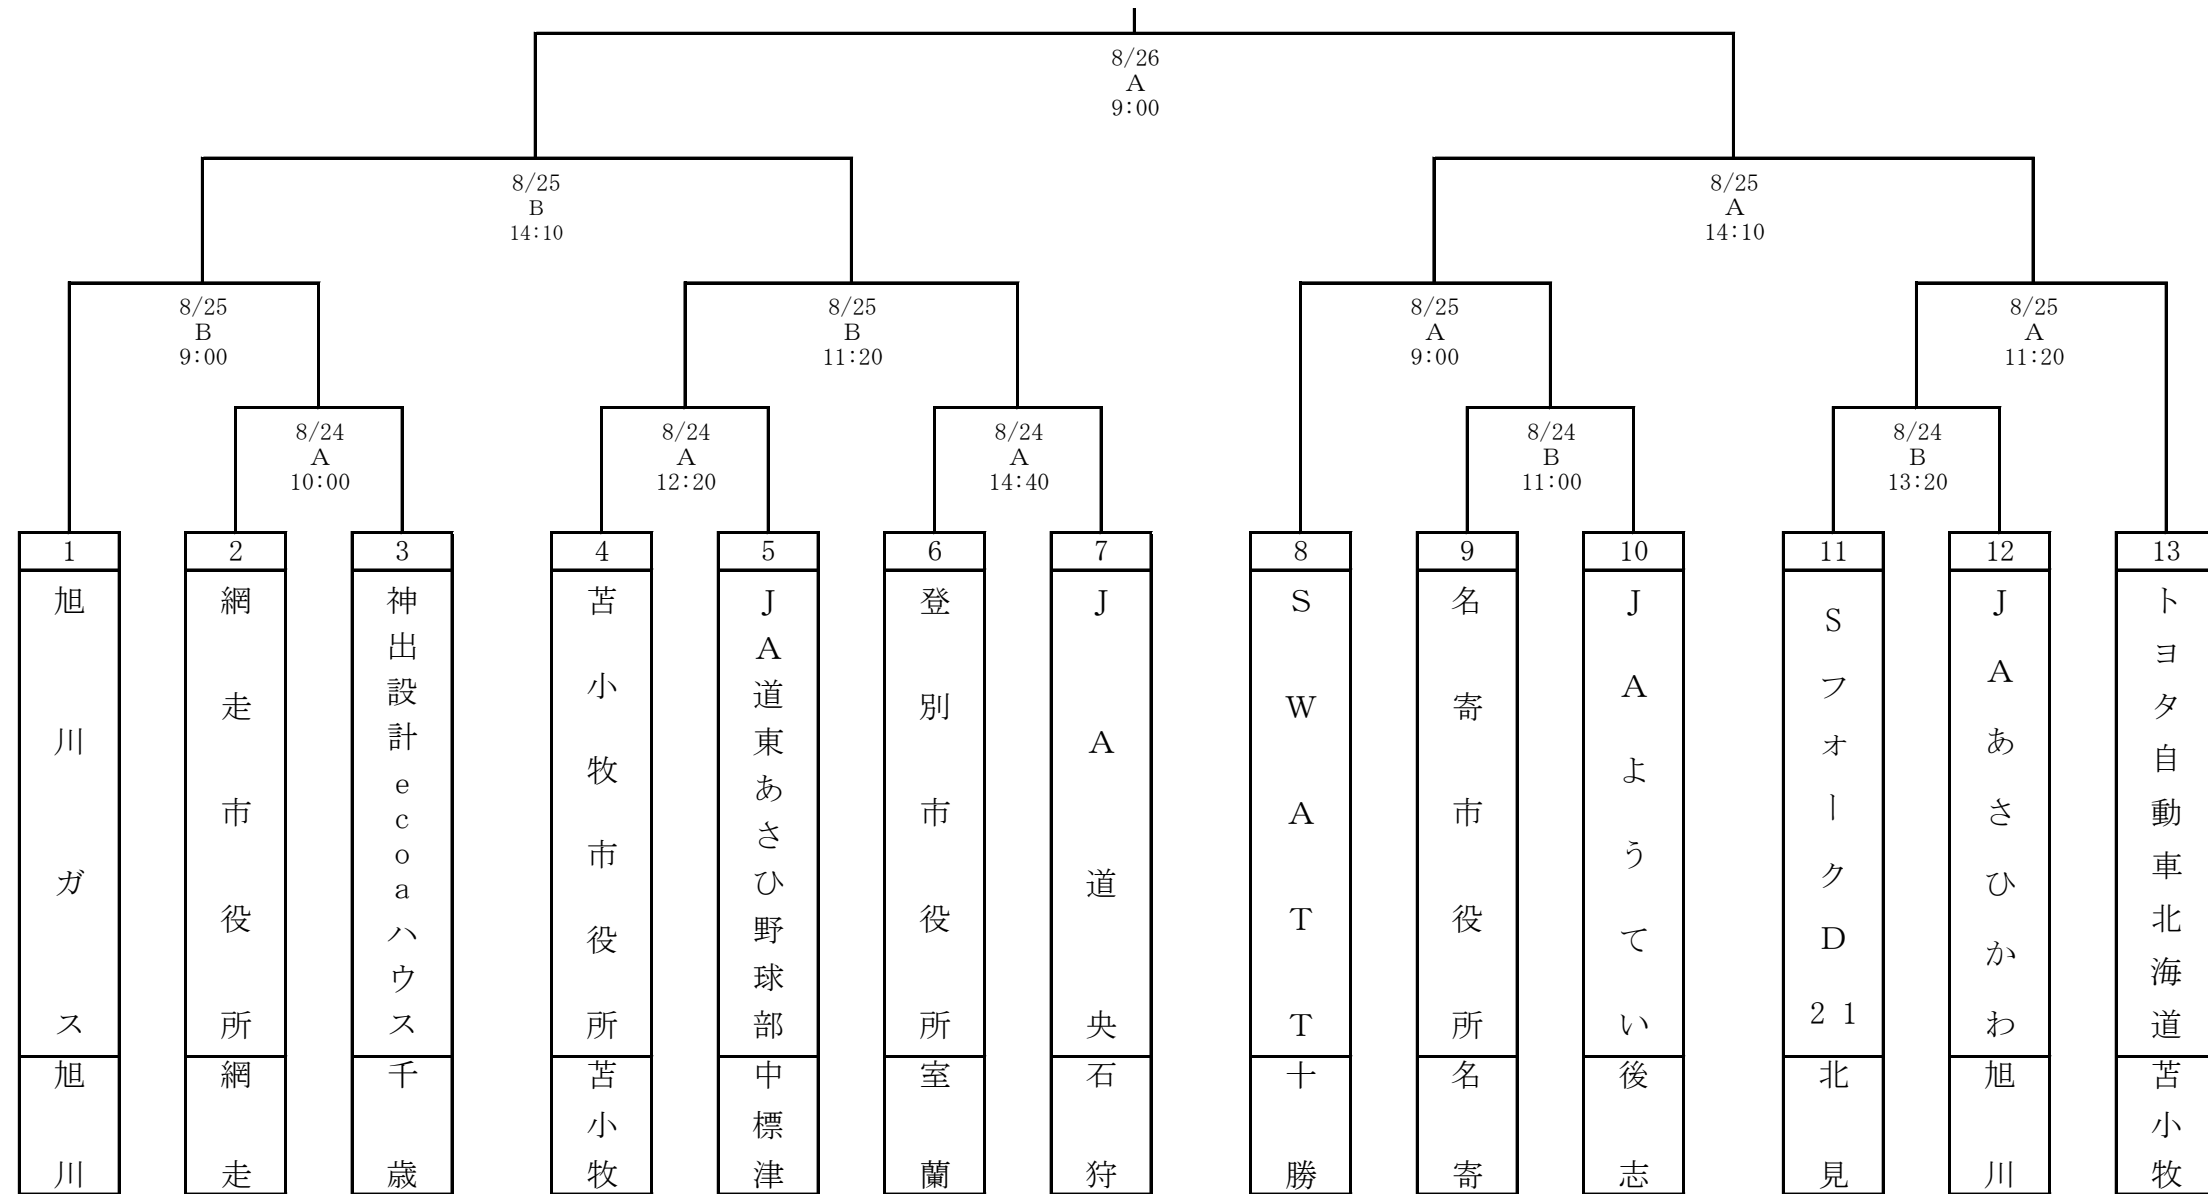 8/26
A
9:00
8/25
B
14:10
8/25
A
14:10
8/25
B
9:00
8/25
B
11:20
8/25
A
9:00
8/25
A
11:20
8/24
A
10:00
8/24
A
12:20
8/24
A
14:40
8/24
B
11:00
8/24
B
13:20
1
旭川ガス
旭川
2
網走市役所
網走
3
神出設計ecoaハウス
千歳
4
苫小牧市役所
苫小牧
5
JA道東あさひ野球部
中標津
6
登別市役所
室蘭
7
JA道央
石狩
8
SWATT
十勝
9
名寄市役所
名寄
10
JAようてい
後志
11
SフォークD21
北見
12
JAあさひかわ
旭川
13
トヨタ自動車北海道
苫小牧